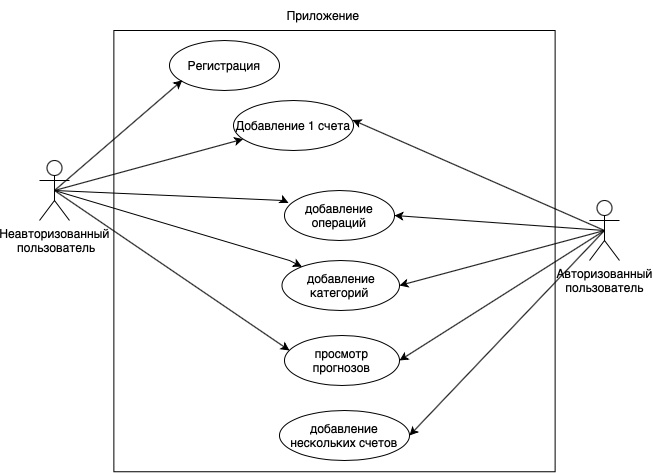 Приложение
Регистрация
Добавление 1 счета
Неавторизованный
пользователь
добавление
операций
Авторизованный
пользователь
добавление
категорий
просмотр
прогнозов
добавление
нескольких счетов